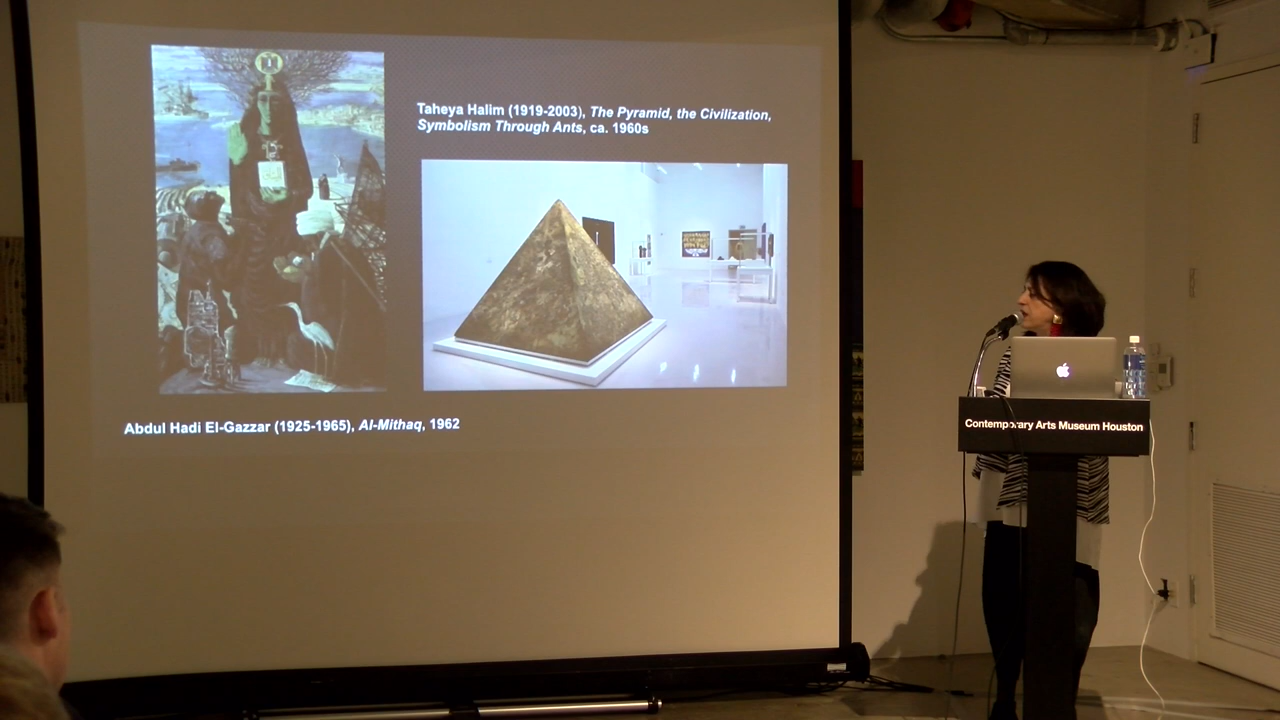 Taheya Halim (1919-2003), The Pyramid, the Civilization,
Symbolism Through Ants, ca. 1960s
Abdul Hadi El-Gazzar (1925-1965), Al-Mithaq, 1962
Contemporary Arts Museum Houston